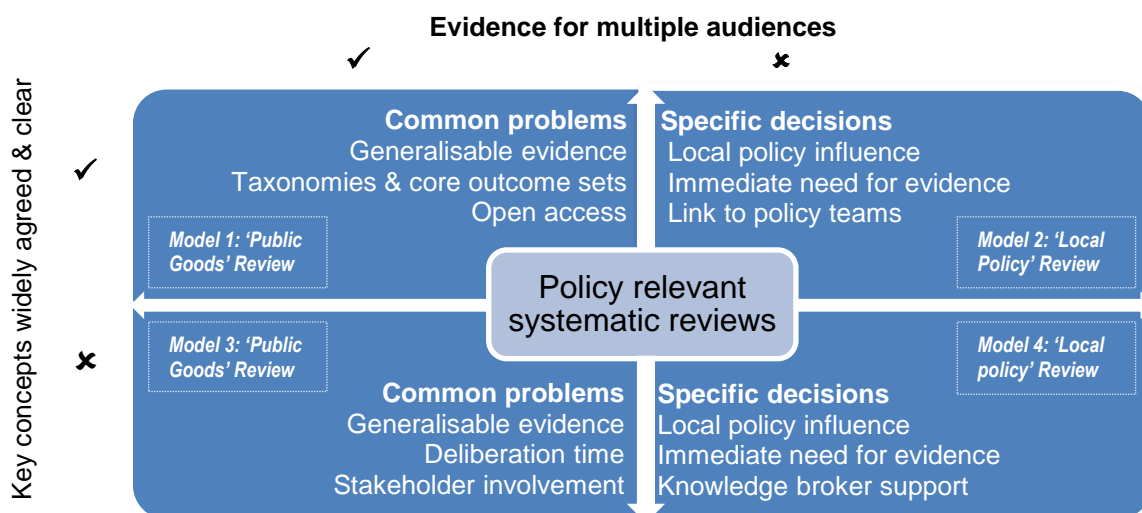 Evidence for multiple audiences
✓
✘
Key concepts widely agreed & clear
✓
Common problems
Generalisable evidence
Taxonomies & core outcome sets
Open access
Model 1: ‘Public
Goods’ Review
Specific decisions
Local policy influence
Immediate need for evidence
Link to policy teams
Model 2: ‘Local
Policy’ Review
Policy relevant
systematic reviews
✘
Model 3: ‘Public
Goods’ Review
Common problems
Generalisable evidence
Deliberation time
Stakeholder involvement
Model 4: ‘Local
policy’ Review
Specific decisions
Local policy influence
Immediate need for evidence
Knowledge broker support